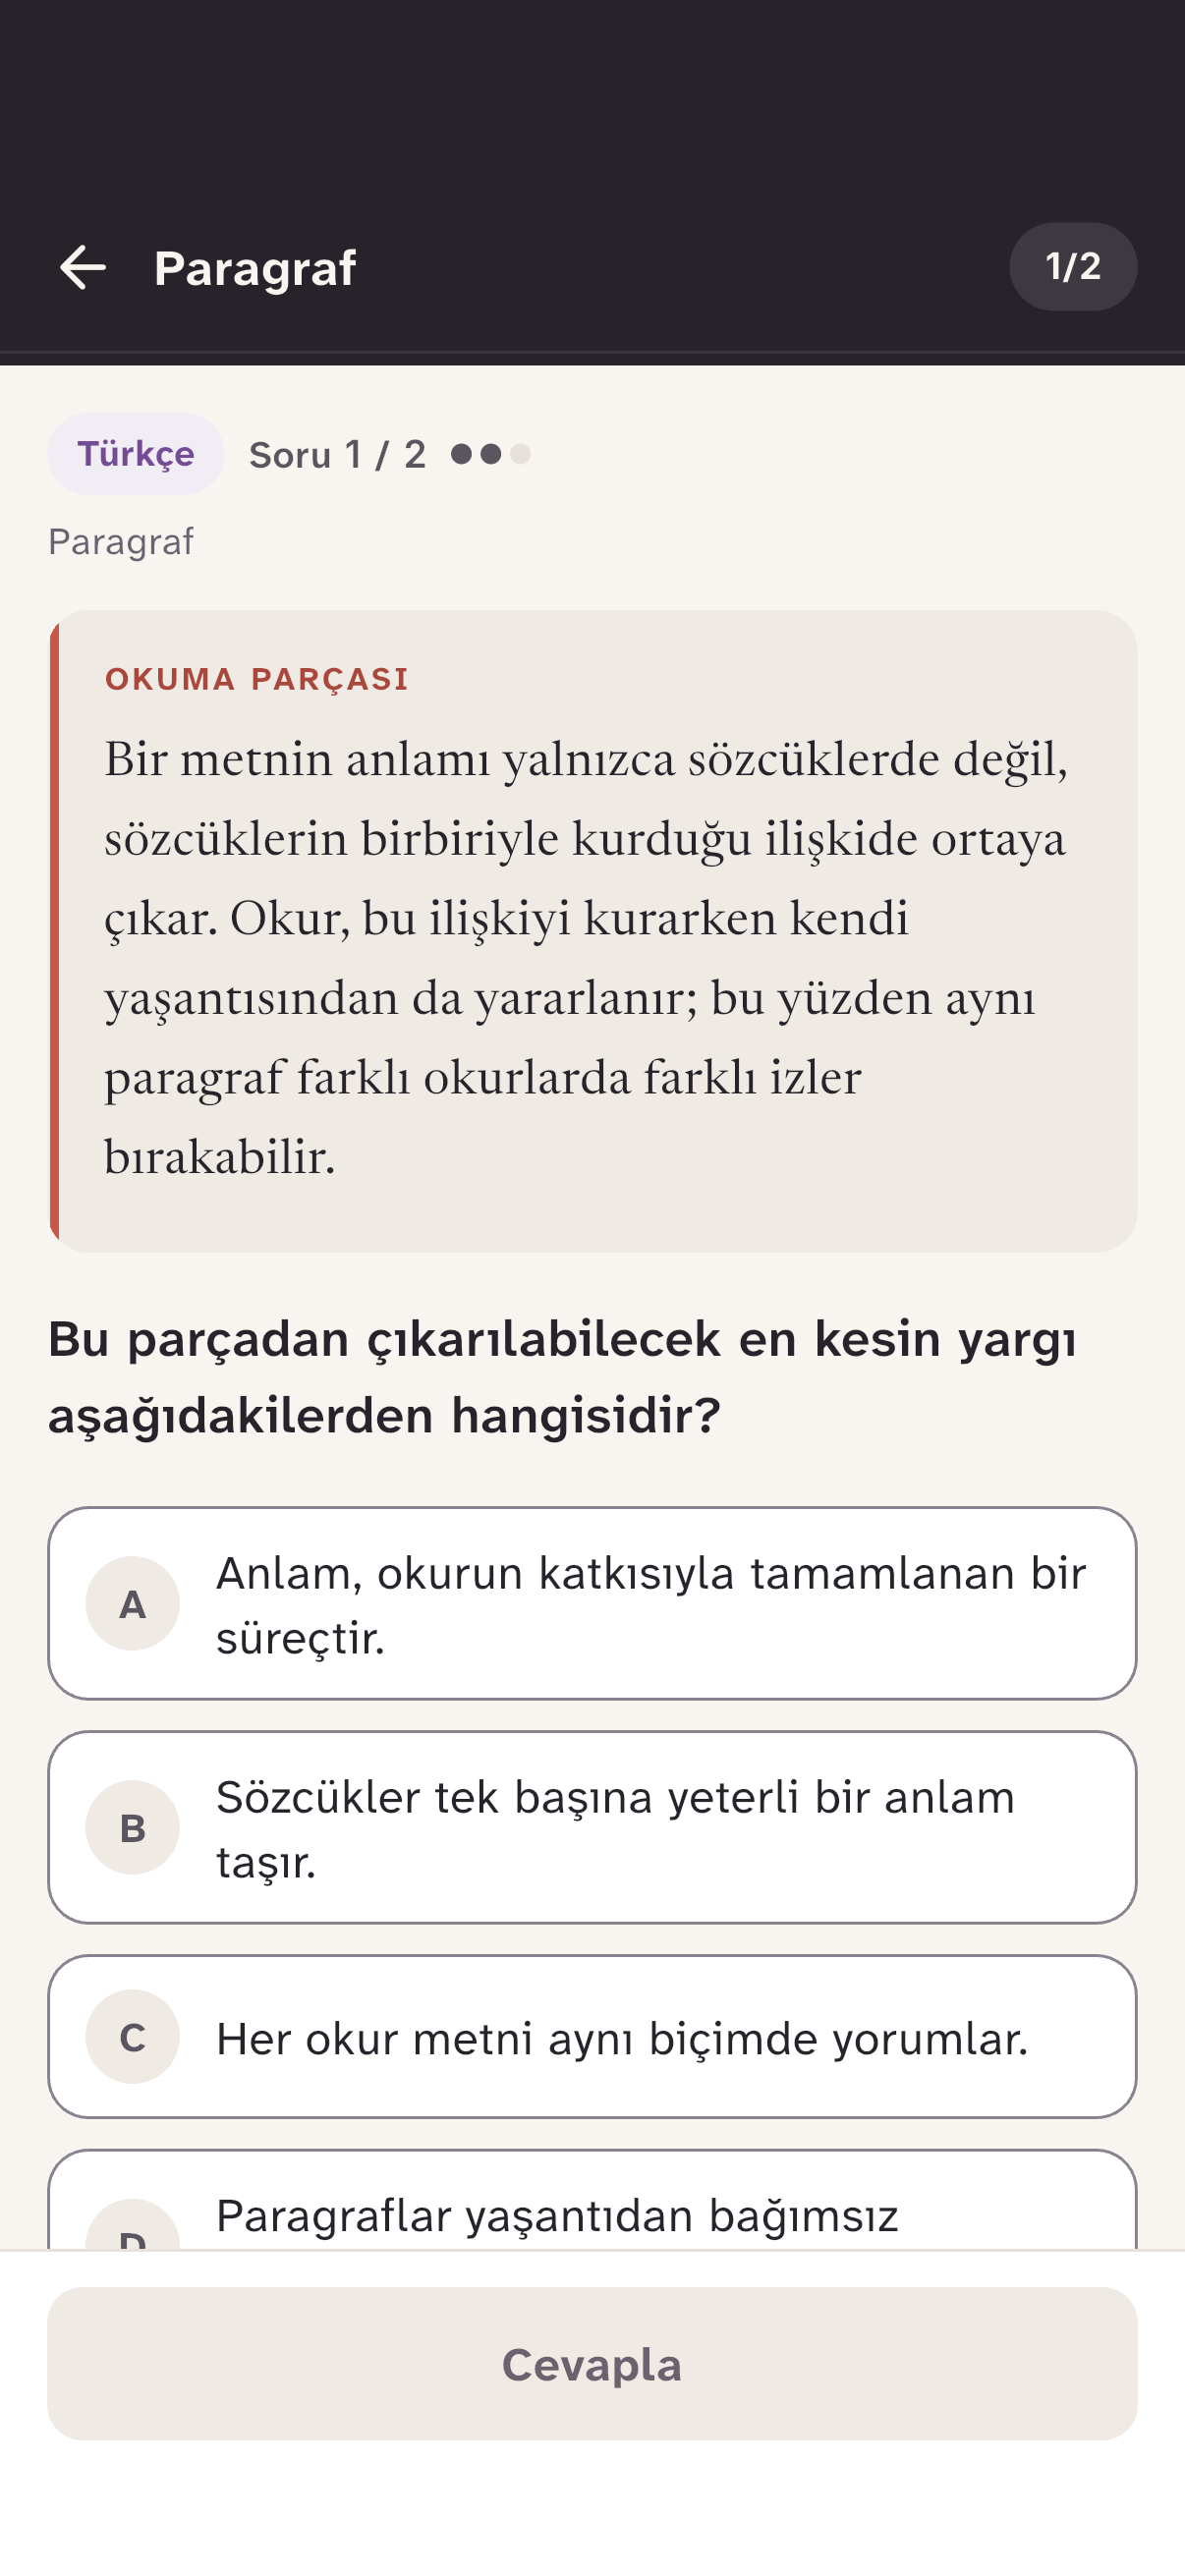 Paragraf
1/2
Türkçe
Soru 1 / 2
Paragraf
OKUMA PARÇASI
Bir metnin anlamı yalnızca sözcüklerde değil,
sözcüklerin birbiriyle kurduğu ilişkide ortaya
çıkar. Okur, bu ilişkiyi kurarken kendi
yaşantısından da yararlanır; bu yüzden aynı
paragraf farklı okurlarda farklı izler
bırakabilir.
Bu parçadan çıkarılabilecek en kesin yargı
aşağıdakilerden hangisidir?
A
Anlam, okurun katkısıyla tamamlanan bir
süreçtir.
B
Sözcükler tek başına yeterli bir anlam
taşır.
C
Her okur metni aynı biçimde yorumlar.
D
Paragraflar yaşantıdan bağımsız
Cevapla